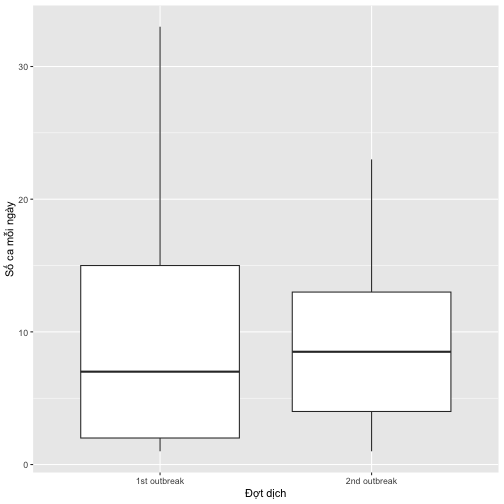 Số ca mỗi ngày
30
20
10
0
1st outbreak
2nd outbreak
Đợt dịch